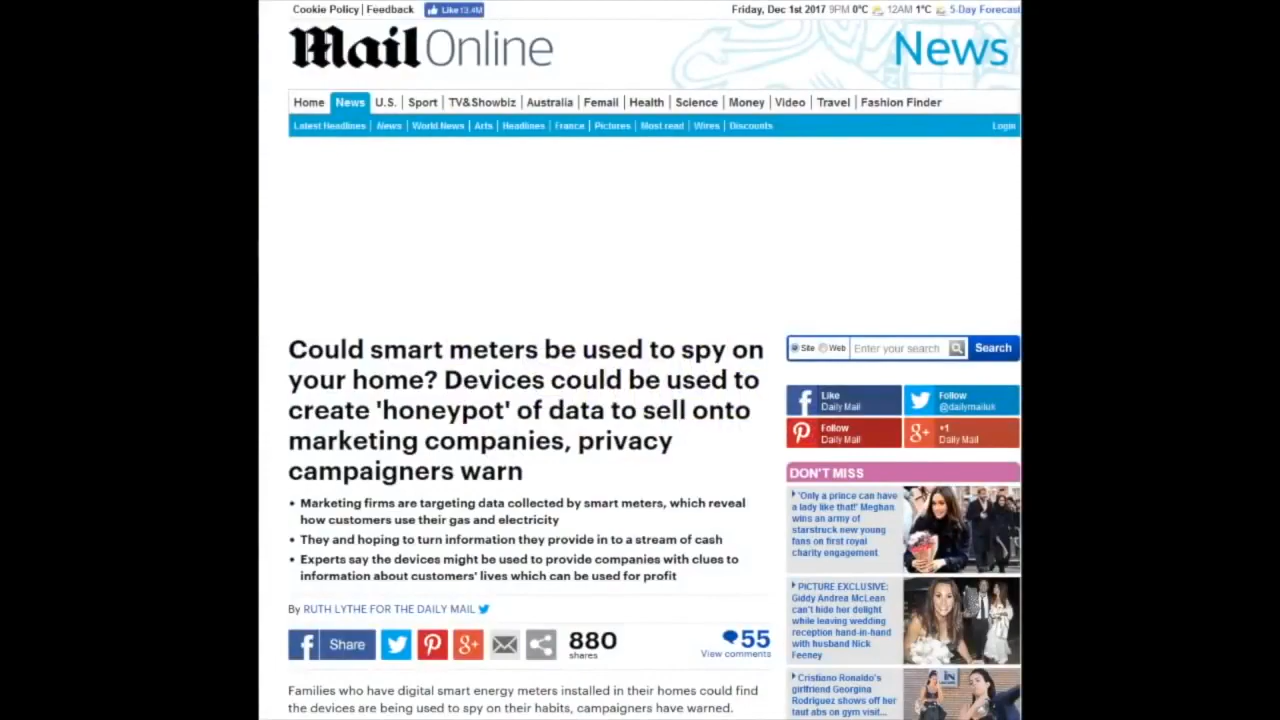 Cookie Policy | Feedback Like 13.4M
Friday, Dec 1st 2017 9PM 0°C 12AM 1°C 5-Day Forecast
Mail Online
News
Home News U.S. | Sport | TV&Showbiz | Australia | Femail | Health | Science | Money | Video | Travel | Fashion Finder
Latest Headlines | News | World News | Arts | Headlines | France | Pictures | Most read | Wires | Discounts
Login
Could smart meters be used to spy on
your home? Devices could be used to
create 'honeypot' of data to sell onto
marketing companies, privacy
campaigners warn
• Marketing firms are targeting data collected by smart meters, which reveal
how customers use their gas and electricity
• They and hoping to turn information they provide in to a stream of cash
• Experts say the devices might be used to provide companies with clues to
information about customers' lives which can be used for profit
By RUTH LYTHE FOR THE DAILY MAIL
Share
880
shares
55
View comments
Families who have digital smart energy meters installed in their homes could find
the devices are being used to spy on their habits, campaigners have warned.
Site Web Enter your search Search
Like
Daily Mail
Follow
@dailymailuk
Follow
Daily Mail
+1
Daily Mail
DON'T MISS
'Only a prince can have
a lady like that!' Meghan
wins an army of
starstruck new young
fans on first royal
charity engagement
PICTURE EXCLUSIVE:
Giddy Andrea McLean
can't hide her delight
while leaving wedding
reception hand-in-hand
with husband Nick
Feeney
Cristiano Ronaldo's
girlfriend Georgina
Rodriguez shows off her
taut abs on gym visit...